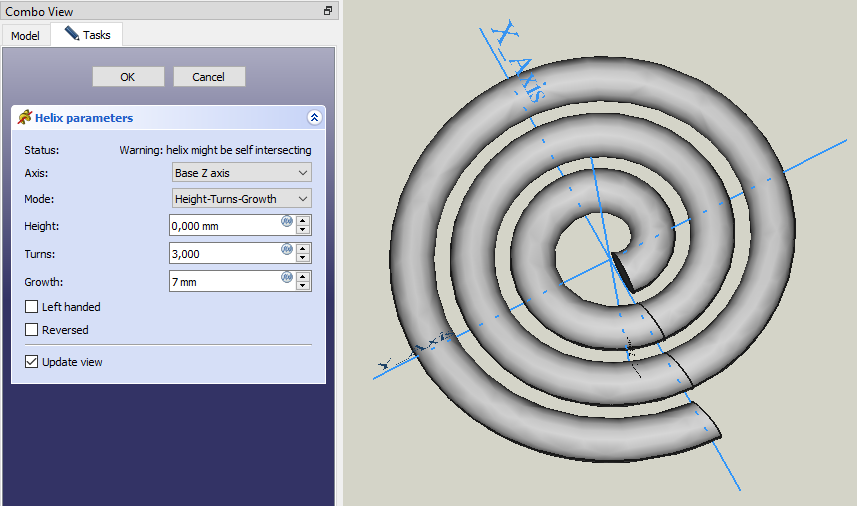 Combo View
Model
Tasks
OK
Cancel
Helix parameters
Status:
Warning: helix might be self intersecting
Axis:
Base Z axis
Mode:
Height-Turns-Growth
Height:
0,000 mm
Turns:
3,000
Growth:
7 mm
Left handed
Reversed
Update view
X_Axis